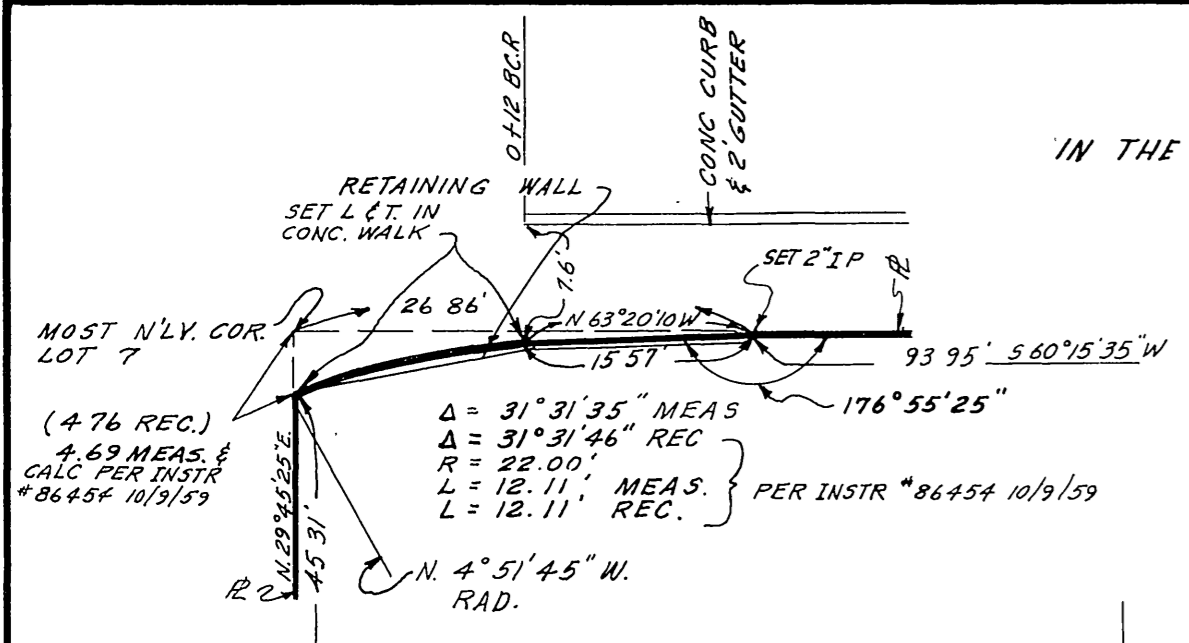 0+12 BC.R
CONC CURB
& 2' GUTTER
IN THE
RETAINING WALL
SET L & T. IN
CONC. WALK
7.6'
SET 2" I P
PL
26 86'
N 63°20'10 W
MOST N'LY. COR.
LOT 7
15 57'
93 95' S 60°15'35" W
176°55'25"
(4 76 REC.)
4.69 MEAS. &
CALC PER INSTR
#86454 10/9/59
Δ = 31°31'35" MEAS
Δ = 31°31'46" REC
R = 22.00'
L = 12.11' MEAS.
L = 12.11' REC.
PER INSTR #86454 10/9/59
N. 29°45'25" E.
45 31'
PL
N. 4°51'45" W.
RAD.